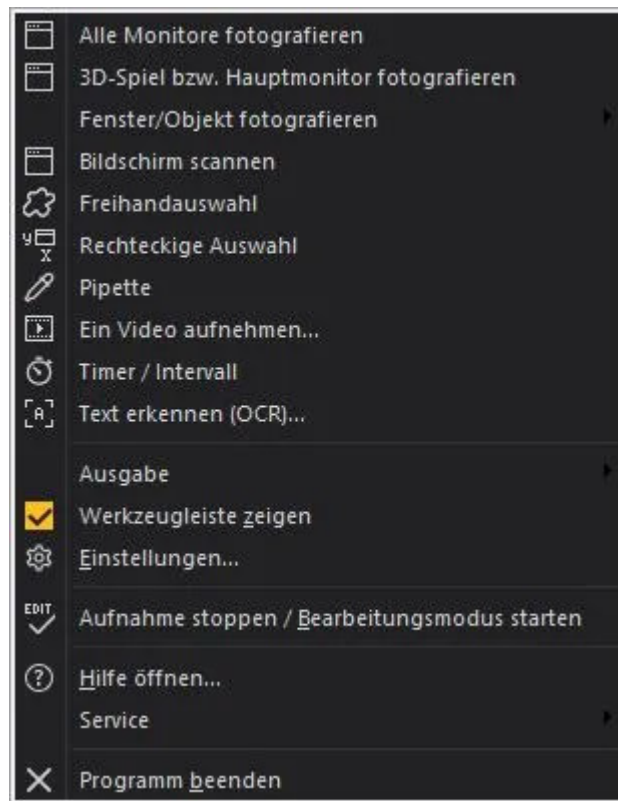 Alle Monitore fotografieren
3D-Spiel bzw. Hauptmonitor fotografieren
Fenster/Objekt fotografieren
Bildschirm scannen
Freihandauswahl
Rechteckige Auswahl
Pipette
Ein Video aufnehmen...
Timer / Intervall
Text erkennen (OCR)...
Ausgabe
Werkzeugleiste zeigen
Einstellungen...
EDIT Aufnahme stoppen / Bearbeitungsmodus starten
Hilfe öffnen...
Service
Programm beenden